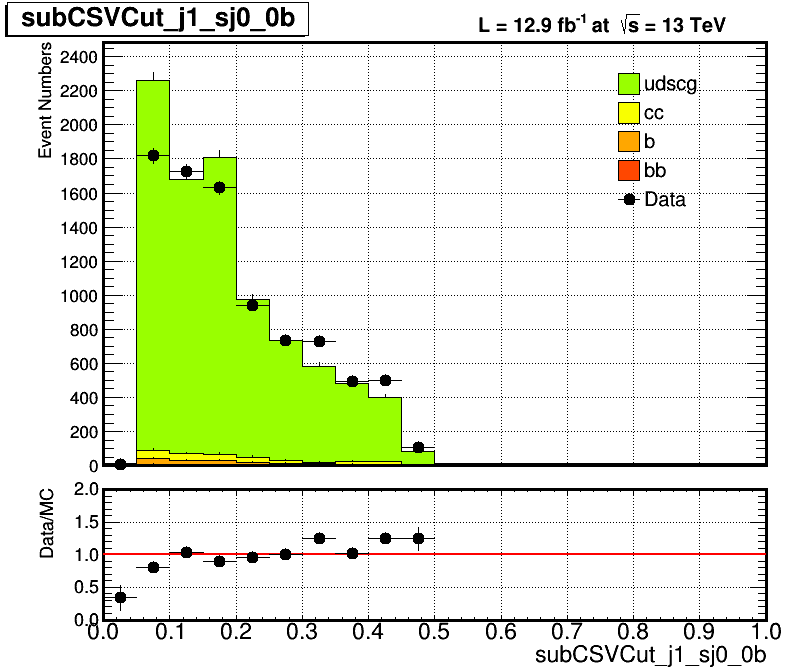 subCSVCut_j1_sj0_0b
L = 12.9 fb⁻¹ at √s = 13 TeV
Event Numbers
2400
2200
2000
1800
1600
1400
1200
1000
800
600
400
200
0
udscg
cc
b
bb
Data
Data/MC
2.0
1.5
1.0
0.5
0.0
0.0 0.1 0.2 0.3 0.4 0.5 0.6 0.7 0.8 0.9 1.0
subCSVCut_j1_sj0_0b